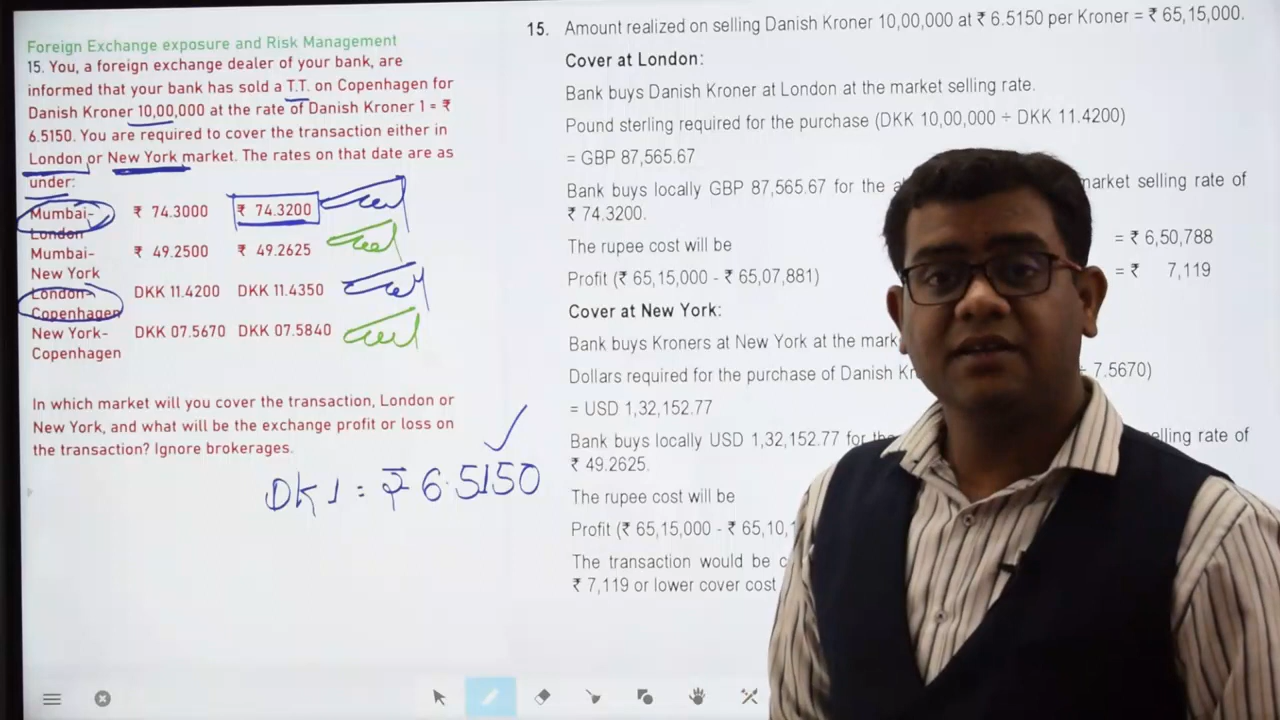 Foreign Exchange exposure and Risk Management
15. You, a foreign exchange dealer of your bank, are
informed that your bank has sold a T.T. on Copenhagen for
Danish Kroner 10,00,000 at the rate of Danish Kroner 1 = ₹
6.5150. You are required to cover the transaction either in
London or New York market. The rates on that date are as
under:
Mumbai- ₹ 74.3000 ₹ 74.3200
London
Mumbai- ₹ 49.2500 ₹ 49.2625
New York
London- DKK 11.4200 DKK 11.4350
Copenhagen
New York- DKK 07.5670 DKK 07.5840
Copenhagen
In which market will you cover the transaction, London or
New York, and what will be the exchange profit or loss on
the transaction? Ignore brokerages.
DK 1 = ₹ 6.5150
15. Amount realized on selling Danish Kroner 10,00,000 at ₹ 6.5150 per Kroner = ₹ 65,15,000.
Cover at London:
Bank buys Danish Kroner at London at the market selling rate.
Pound sterling required for the purchase (DKK 10,00,000 ÷ DKK 11.4200)
= GBP 87,565.67
Bank buys locally GBP 87,565.67 for the market selling rate of
₹ 74.3200.
The rupee cost will be = ₹ 6,50,788
Profit (₹ 65,15,000 - ₹ 65,07,881) = ₹ 7,119
Cover at New York:
Bank buys Kroners at New York at the
Dollars required for the purchase of Danish ÷ 7.5670)
= USD 1,32,152.77
Bank buys locally USD 1,32,152.77 for rate of
₹ 49.2625.
The rupee cost will be
Profit (₹ 65,15,000 - ₹ 65,10,
The transaction would be
₹ 7,119 or lower cover cost